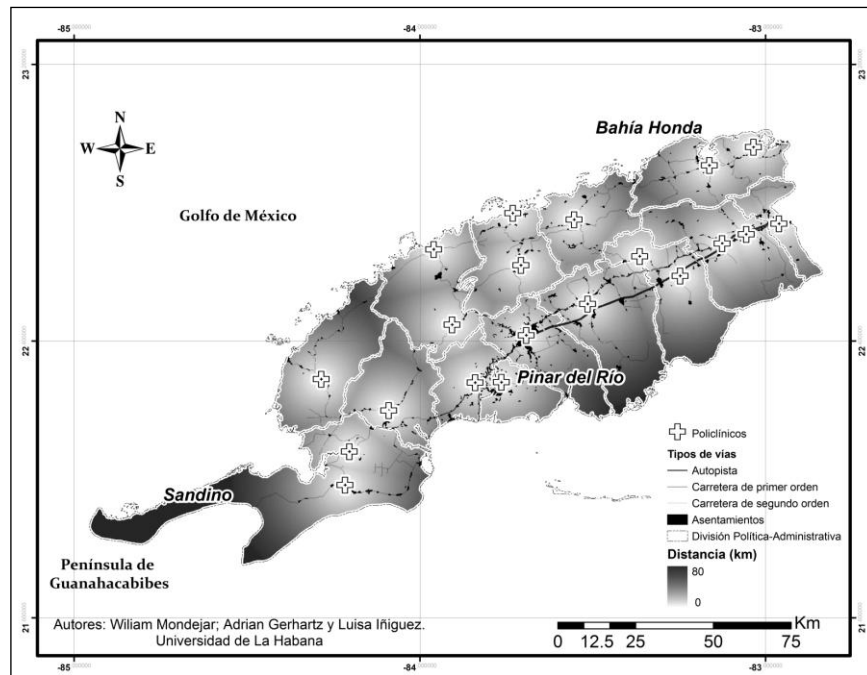 -85
-84
-83
23
23
Bahía Honda
N
W
E
S
Golfo de México
22
22
Pinar del Río
Policlínicos
Tipos de vías
Autopista
Carretera de primer orden
Carretera de segundo orden
Asentamientos
División Política-Administrativa
Distancia (km)
80
0
Sandino
Península de
Guanahacabibes
Autores: Wiliam Mondejar; Adrian Gerhartz y Luisa Iñiguez.
Universidad de La Habana
Km
0 12.5 25 50 75
21
21
-85
-84
-83